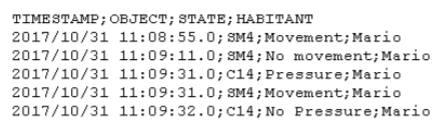 TIMESTAMP;OBJECT;STATE;HABITANT
2017/10/31 11:08:55.0;SM4;Movement;Mario
2017/10/31 11:09:11.0;SM4;No movement;Mario
2017/10/31 11:09:31.0;C14;Pressure;Mario
2017/10/31 11:09:31.0;SM4;Movement;Mario
2017/10/31 11:09:32.0;C14;No Pressure;Mario